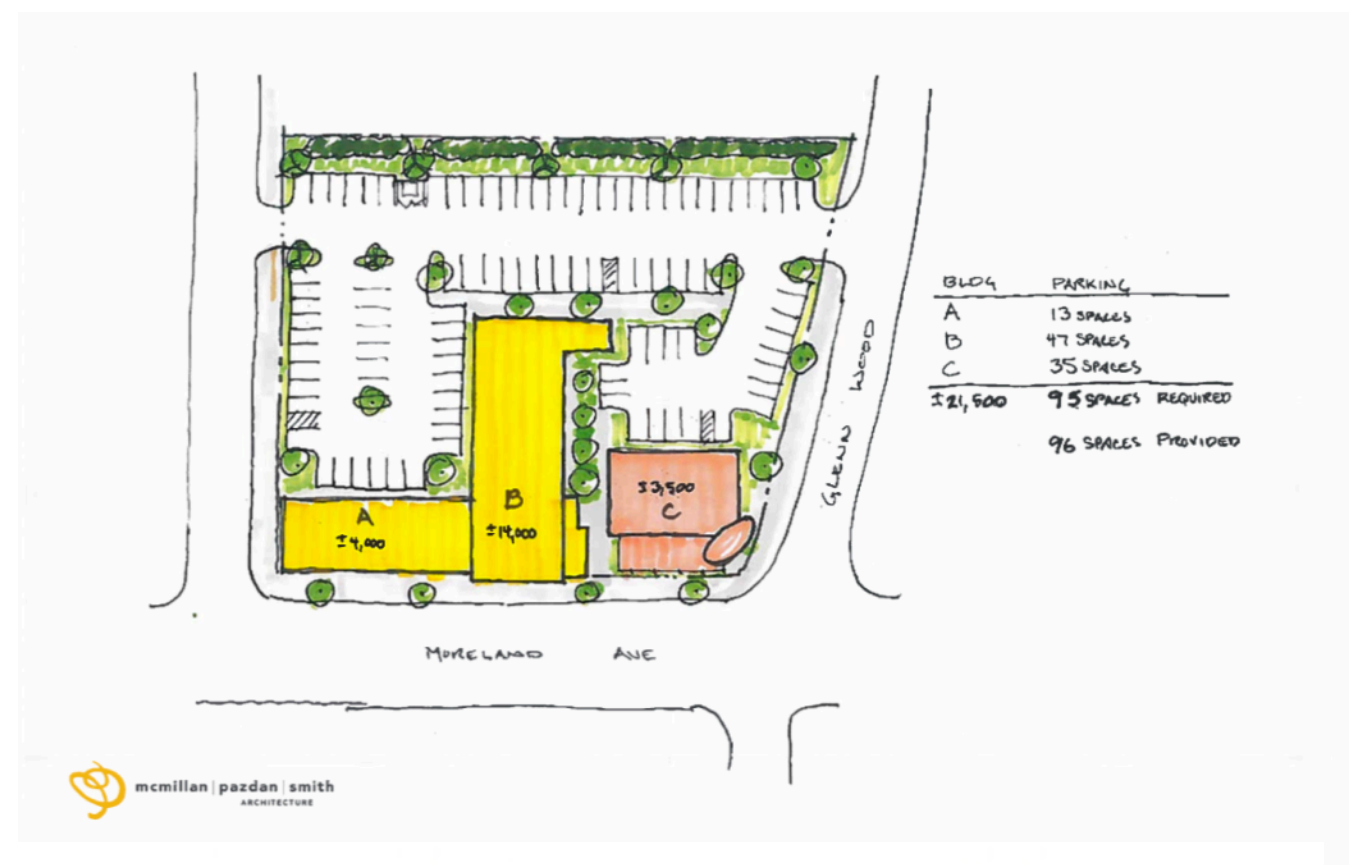 BLDG PARKING
A 13 SPACES
B 47 SPACES
C 35 SPACES
±21,500 95 SPACES REQUIRED
96 SPACES PROVIDED
GLENN WOOD
±3,500
C
B
±14,000
A
±4,000
MORELAND AVE
mcmillan | pazdan | smith
ARCHITECTURE